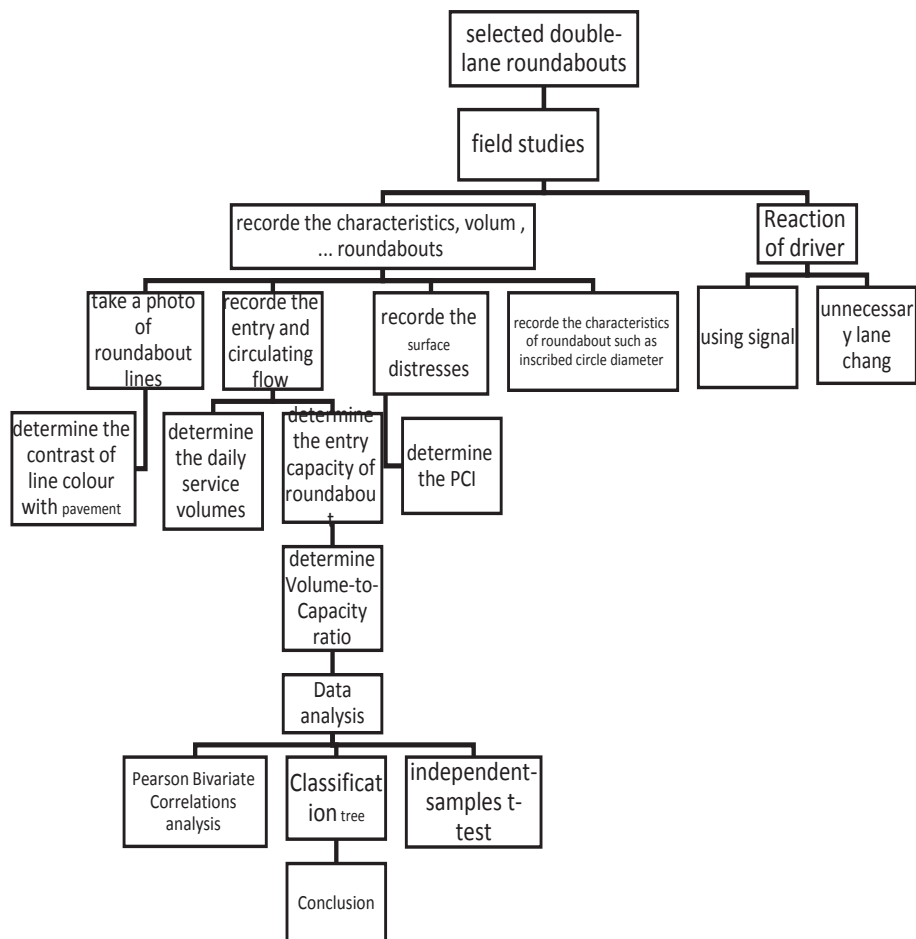 selected double-
lane roundabouts
field studies
recorde the characteristics, volum ,
... roundabouts
Reaction
of driver
take a photo
of
roundabout
lines
recorde the
entry and
circulating
flow
recorde the
surface
distresses
recorde the characteristics
of roundabout such as
inscribed circle diameter
using signal
unnecessar
y lane
chang
determine the
contrast of
line colour
with pavement
determine
the daily
service
volumes
determine
the entry
capacity of
roundabou
t
determine
the PCI
determine
Volume-to-
Capacity
ratio
Data
analysis
Pearson Bivariate
Correlations
analysis
Classificat
ion tree
independent-
samples t-
test
Conclusion